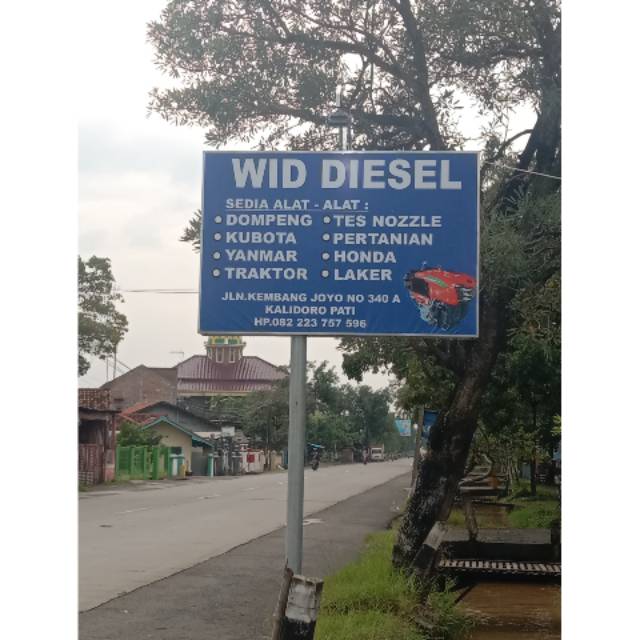 WID DIESEL
SEDIA ALAT - ALAT :
• DOMPENG • TES NOZZLE
• KUBOTA • PERTANIAN
• YANMAR • HONDA
• TRAKTOR • LAKER
JLN.KEMBANG JOYO NO 340 A
KALIDORO PATI
HP.082 223 757 596